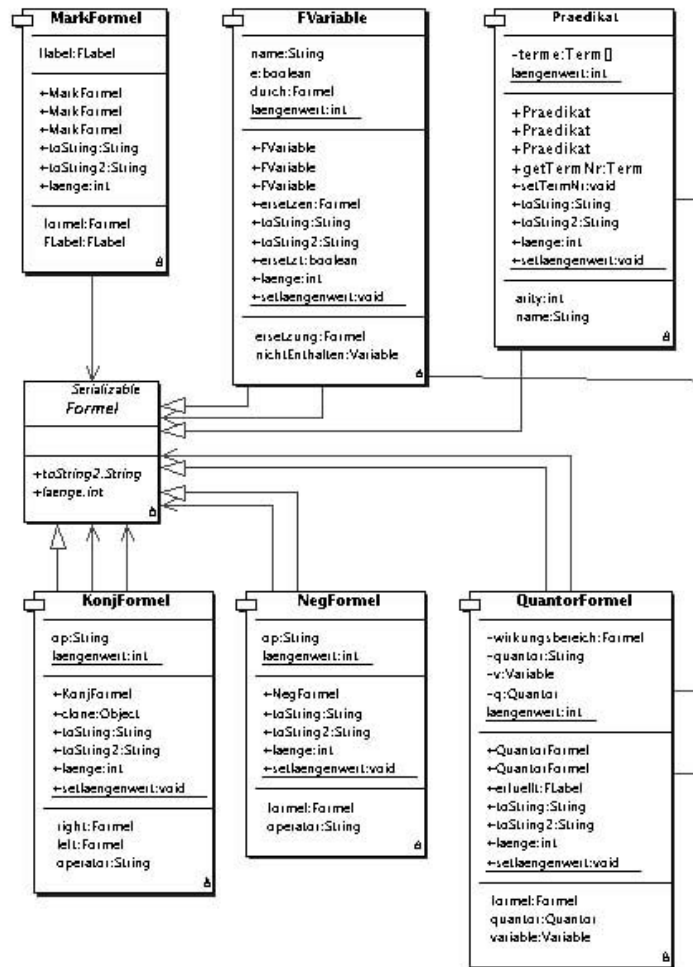 MarkFormel
flabel:FLabel
+MarkFormel
+MarkFormel
+MarkFormel
+toString:String
+toString2:String
+laenge:int
formel:Formel
FLabel:FLabel
FVariable
name:String
e:boolean
durch:Formel
laengenwert:int
+FVariable
+FVariable
+FVariable
+ersetzen:Formel
+toString:String
+toString2:String
+ersetzt:boolean
+laenge:int
+setlaengenwert:void
ersetzung:Formel
nichtEnthalten:Variable
Praedikat
-terme:Term[]
laengenwert:int
+Praedikat
+Praedikat
+Praedikat
+getTermNr:Term
+setTermNr:void
+toString:String
+toString2:String
+laenge:int
+setlaengenwert:void
arity:int
name:String
Serializable
Formel
+toString2:String
+laenge:int
KonjFormel
op:String
laengenwert:int
+KonjFormel
+clone:Object
+toString:String
+toString2:String
+laenge:int
+setlaengenwert:void
right:Formel
left:Formel
operator:String
NegFormel
op:String
laengenwert:int
+NegFormel
+toString:String
+toString2:String
+laenge:int
+setlaengenwert:void
formel:Formel
operator:String
QuantorFormel
-wirkungsbereich:Formel
-quantor:String
-v:Variable
-q:Quantor
laengenwert:int
+QuantorFormel
+QuantorFormel
+erfuellt:FLabel
+toString:String
+toString2:String
+laenge:int
+setlaengenwert:void
formel:Formel
quantor:Quantor
variable:Variable